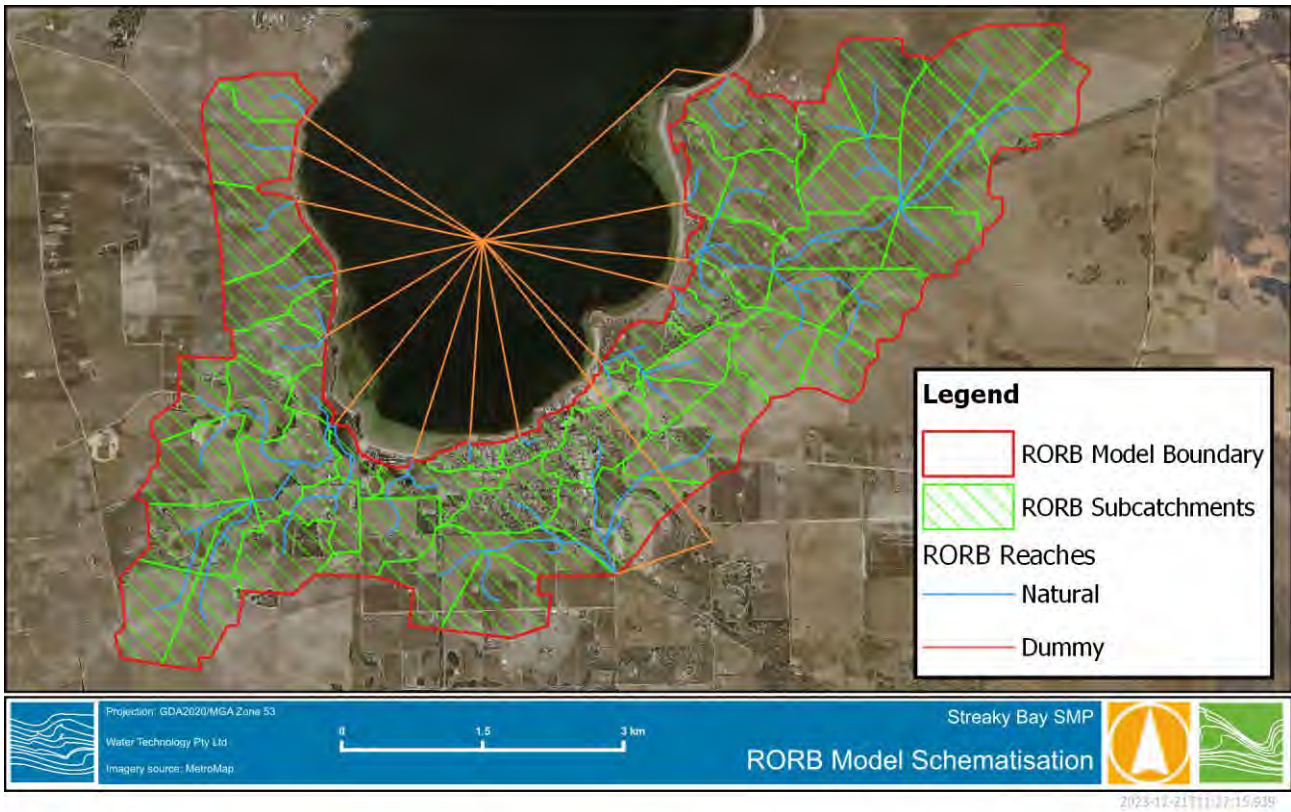 Legend
RORB Model Boundary
RORB Subcatchments
RORB Reaches
Natural
Dummy
Projection: GDA2020/MGA Zone 53
Water Technology Pty Ltd
Imagery source: MetroMap
0 1.5 3 km
Streaky Bay SMP
RORB Model Schematisation
2023-12-21T11:27:15.939